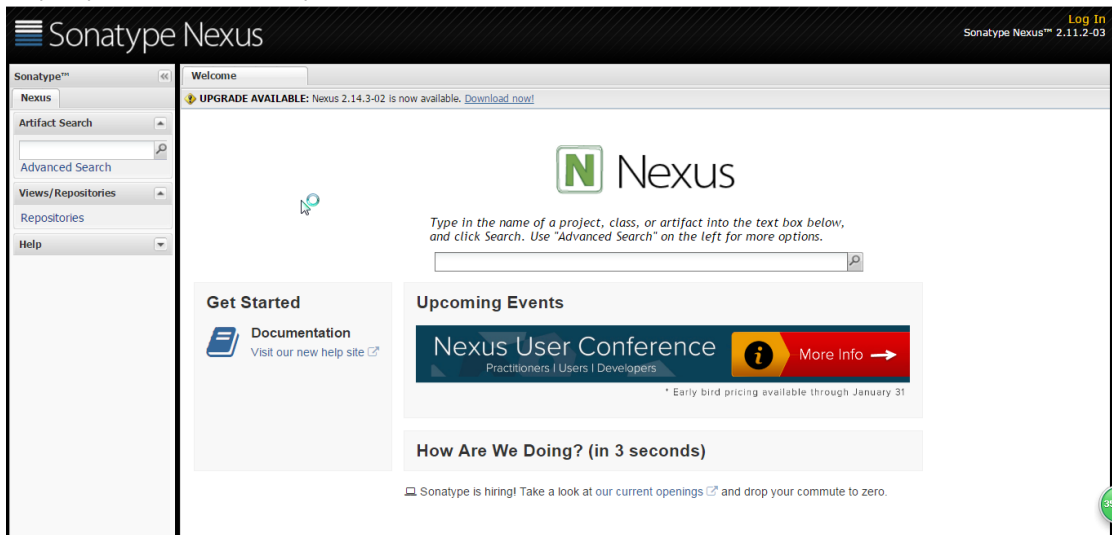 Sonatype Nexus
Log In
Sonatype Nexus™ 2.11.2-03
Sonatype™
Nexus
Artifact Search
Advanced Search
Views/Repositories
Repositories
Help
Welcome
UPGRADE AVAILABLE: Nexus 2.14.3-02 is now available. Download now!
N Nexus
Type in the name of a project, class, or artifact into the text box below,
and click Search. Use "Advanced Search" on the left for more options.
Get Started
Documentation
Visit our new help site
Upcoming Events
Nexus User Conference
Practitioners I Users I Developers
i
More Info
* Early bird pricing available through January 31
How Are We Doing? (in 3 seconds)
Sonatype is hiring! Take a look at our current openings and drop your commute to zero.